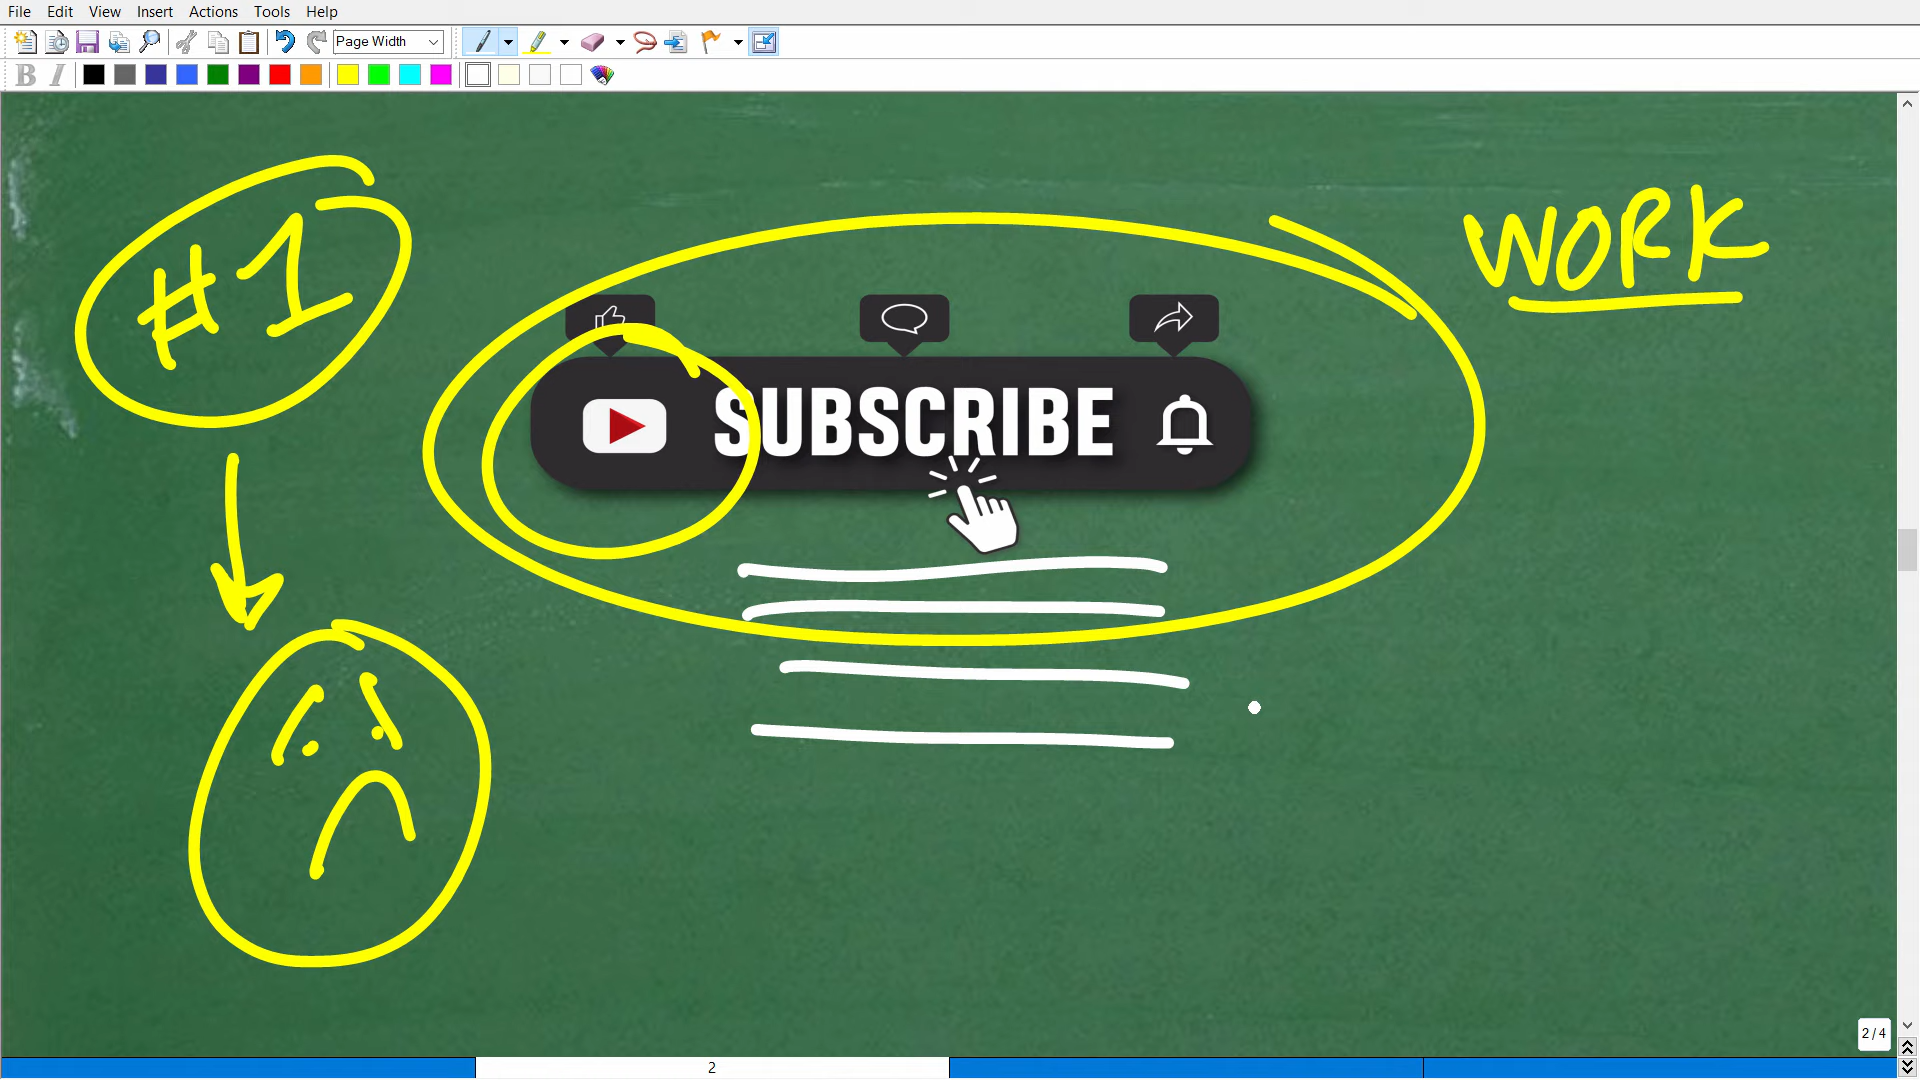 File Edit View Insert Actions Tools Help
Page Width
B I
#1
WORK
SUBSCRIBE
2 / 4
2